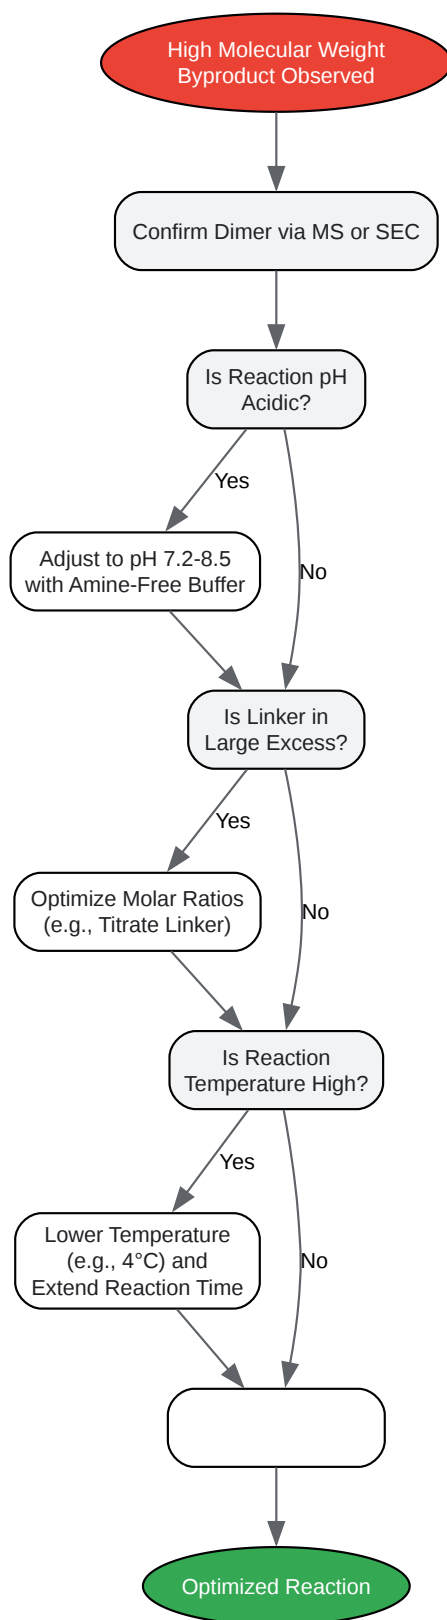 High Molecular Weight
Byproduct Observed
Confirm Dimer via MS or SEC
Is Reaction pH
Acidic?
Yes
Adjust to pH 7.2-8.5
with Amine-Free Buffer
No
Is Linker in
Large Excess?
Yes
Optimize Molar Ratios
(e.g., Titrate Linker)
No
Is Reaction
Temperature High?
Yes
Lower Temperature
(e.g., 4°C) and
Extend Reaction Time
No
Optimized Reaction